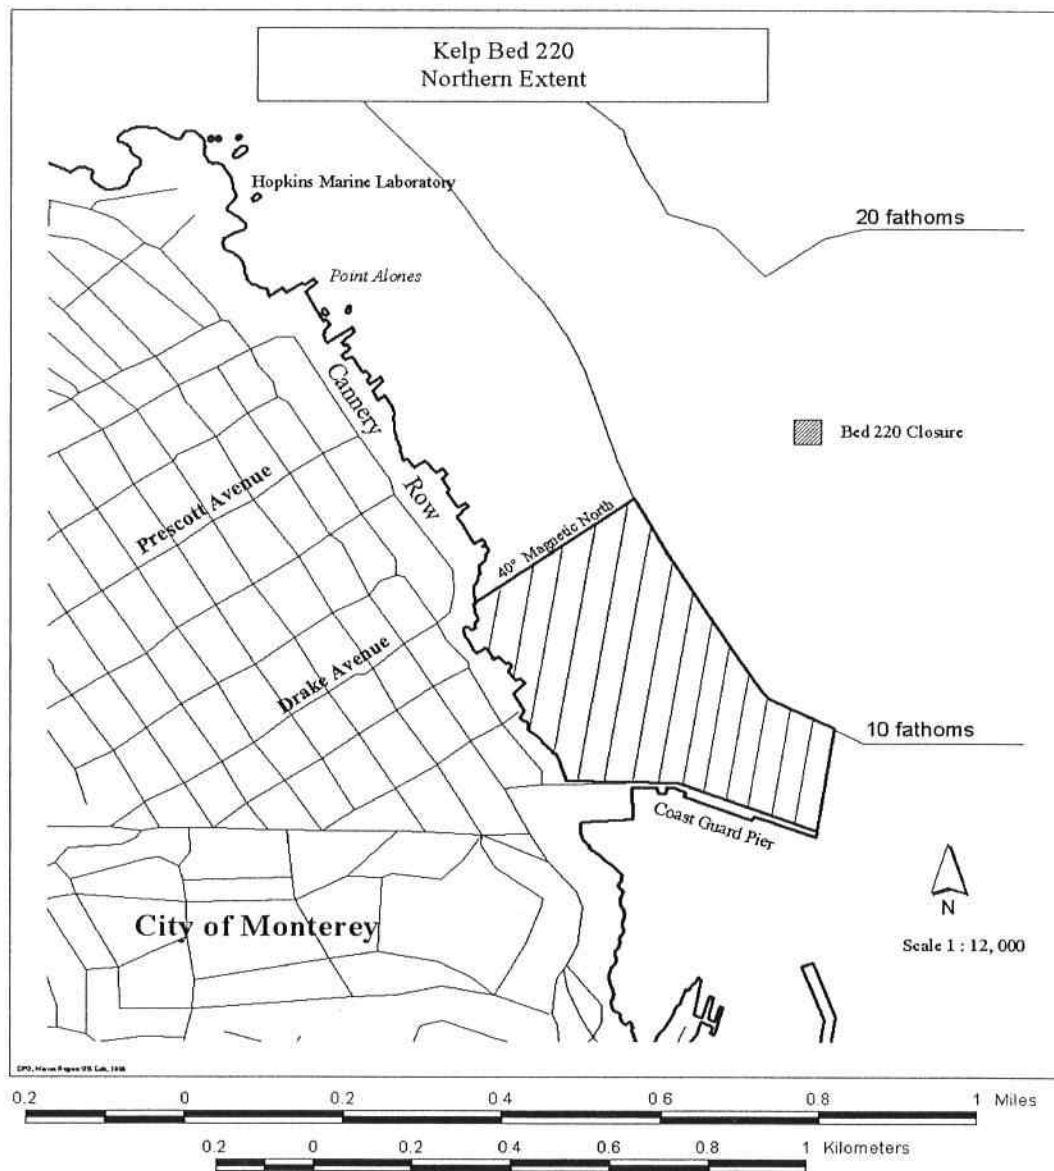 Kelp Bed 220
Northern Extent
Hopkins Marine Laboratory
20 fathoms
Point Alones
Cannery
Row
Bed 220 Closure
Prescott Avenue
40° Magnetic North
Drake Avenue
10 fathoms
Coast Guard Pier
City of Monterey
N
Scale 1 : 12, 000
0.2 0 0.2 0.4 0.6 0.8 1 Miles
0.2 0 0.2 0.4 0.6 0.8 1 Kilometers